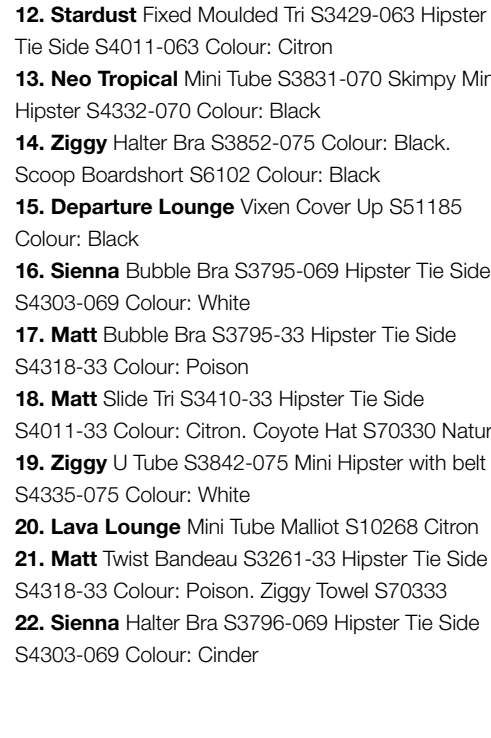 12. Stardust Fixed Moulded Tri S3429-063 Hipster
Tie Side S4011-063 Colour: Citron
13. Neo Tropical Mini Tube S3831-070 Skimpy
Hipster S4332-070 Colour: Black
14. Ziggy Halter Bra S3852-075 Colour: Black.
Scoop Boardshort S6102 Colour: Black
15. Departure Lounge Vixen Cover Up S51185
Colour: Black
16. Sienna Bubble Bra S3795-069 Hipster Tie Side
S4303-069 Colour: White
17. Matt Bubble Bra S3795-33 Hipster Tie Side
S4318-33 Colour: Poison
18. Matt Slide Tri S3410-33 Hipster Tie Side
S4011-33 Colour: Citron. Coyote Hat S70330
19. Ziggy U Tube S3842-075 Mini Hipster with belt
S4335-075 Colour: White
20. Lava Lounge Mini Tube Malliot S10268 Citron
21. Matt Twist Bandeau S3261-33 Hipster Tie Side
S4318-33 Colour: Poison. Ziggy Towel S70333
22. Sienna Halter Bra S3796-069 Hipster Tie Side
S4303-069 Colour: Cinder